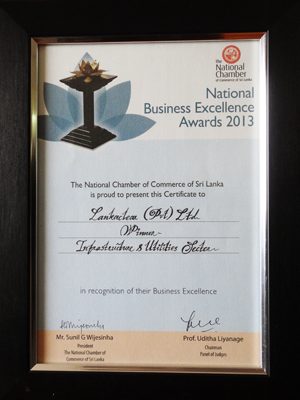 The
National
Chamber
of Commerce of Sri Lanka
National
Business Excellence
Awards 2013
The National Chamber of Commerce of Sri Lanka
is proud to present this Certificate to
Lankaclear (Pvt) Ltd
Winner
Infrastructure & Utilities Sector
in recognition of their Business Excellence
Mr. Sunil G Wijesinha
President
The National Chamber of
Commerce of Sri Lanka
Prof. Uditha Liyanage
Chairman
Panel of Judges